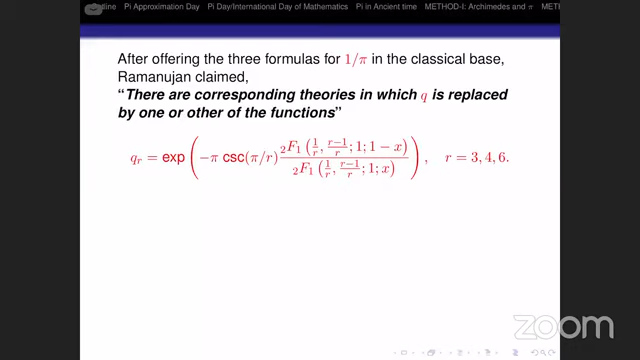 Outline Pi Approximation Day Pi Day/International Day of Mathematics Pi in Ancient time METHOD-I: Archimedes and π
After offering the three formulas for 1/π in the classical base,
Ramanujan claimed,
“There are corresponding theories in which q is replaced
by one or other of the functions”
q_r = exp( −π csc(π/r) ₂F₁(1/r, (r−1)/r; 1; 1 − x) / ₂F₁(1/r, (r−1)/r; 1; x) ), r = 3, 4, 6.
zoom